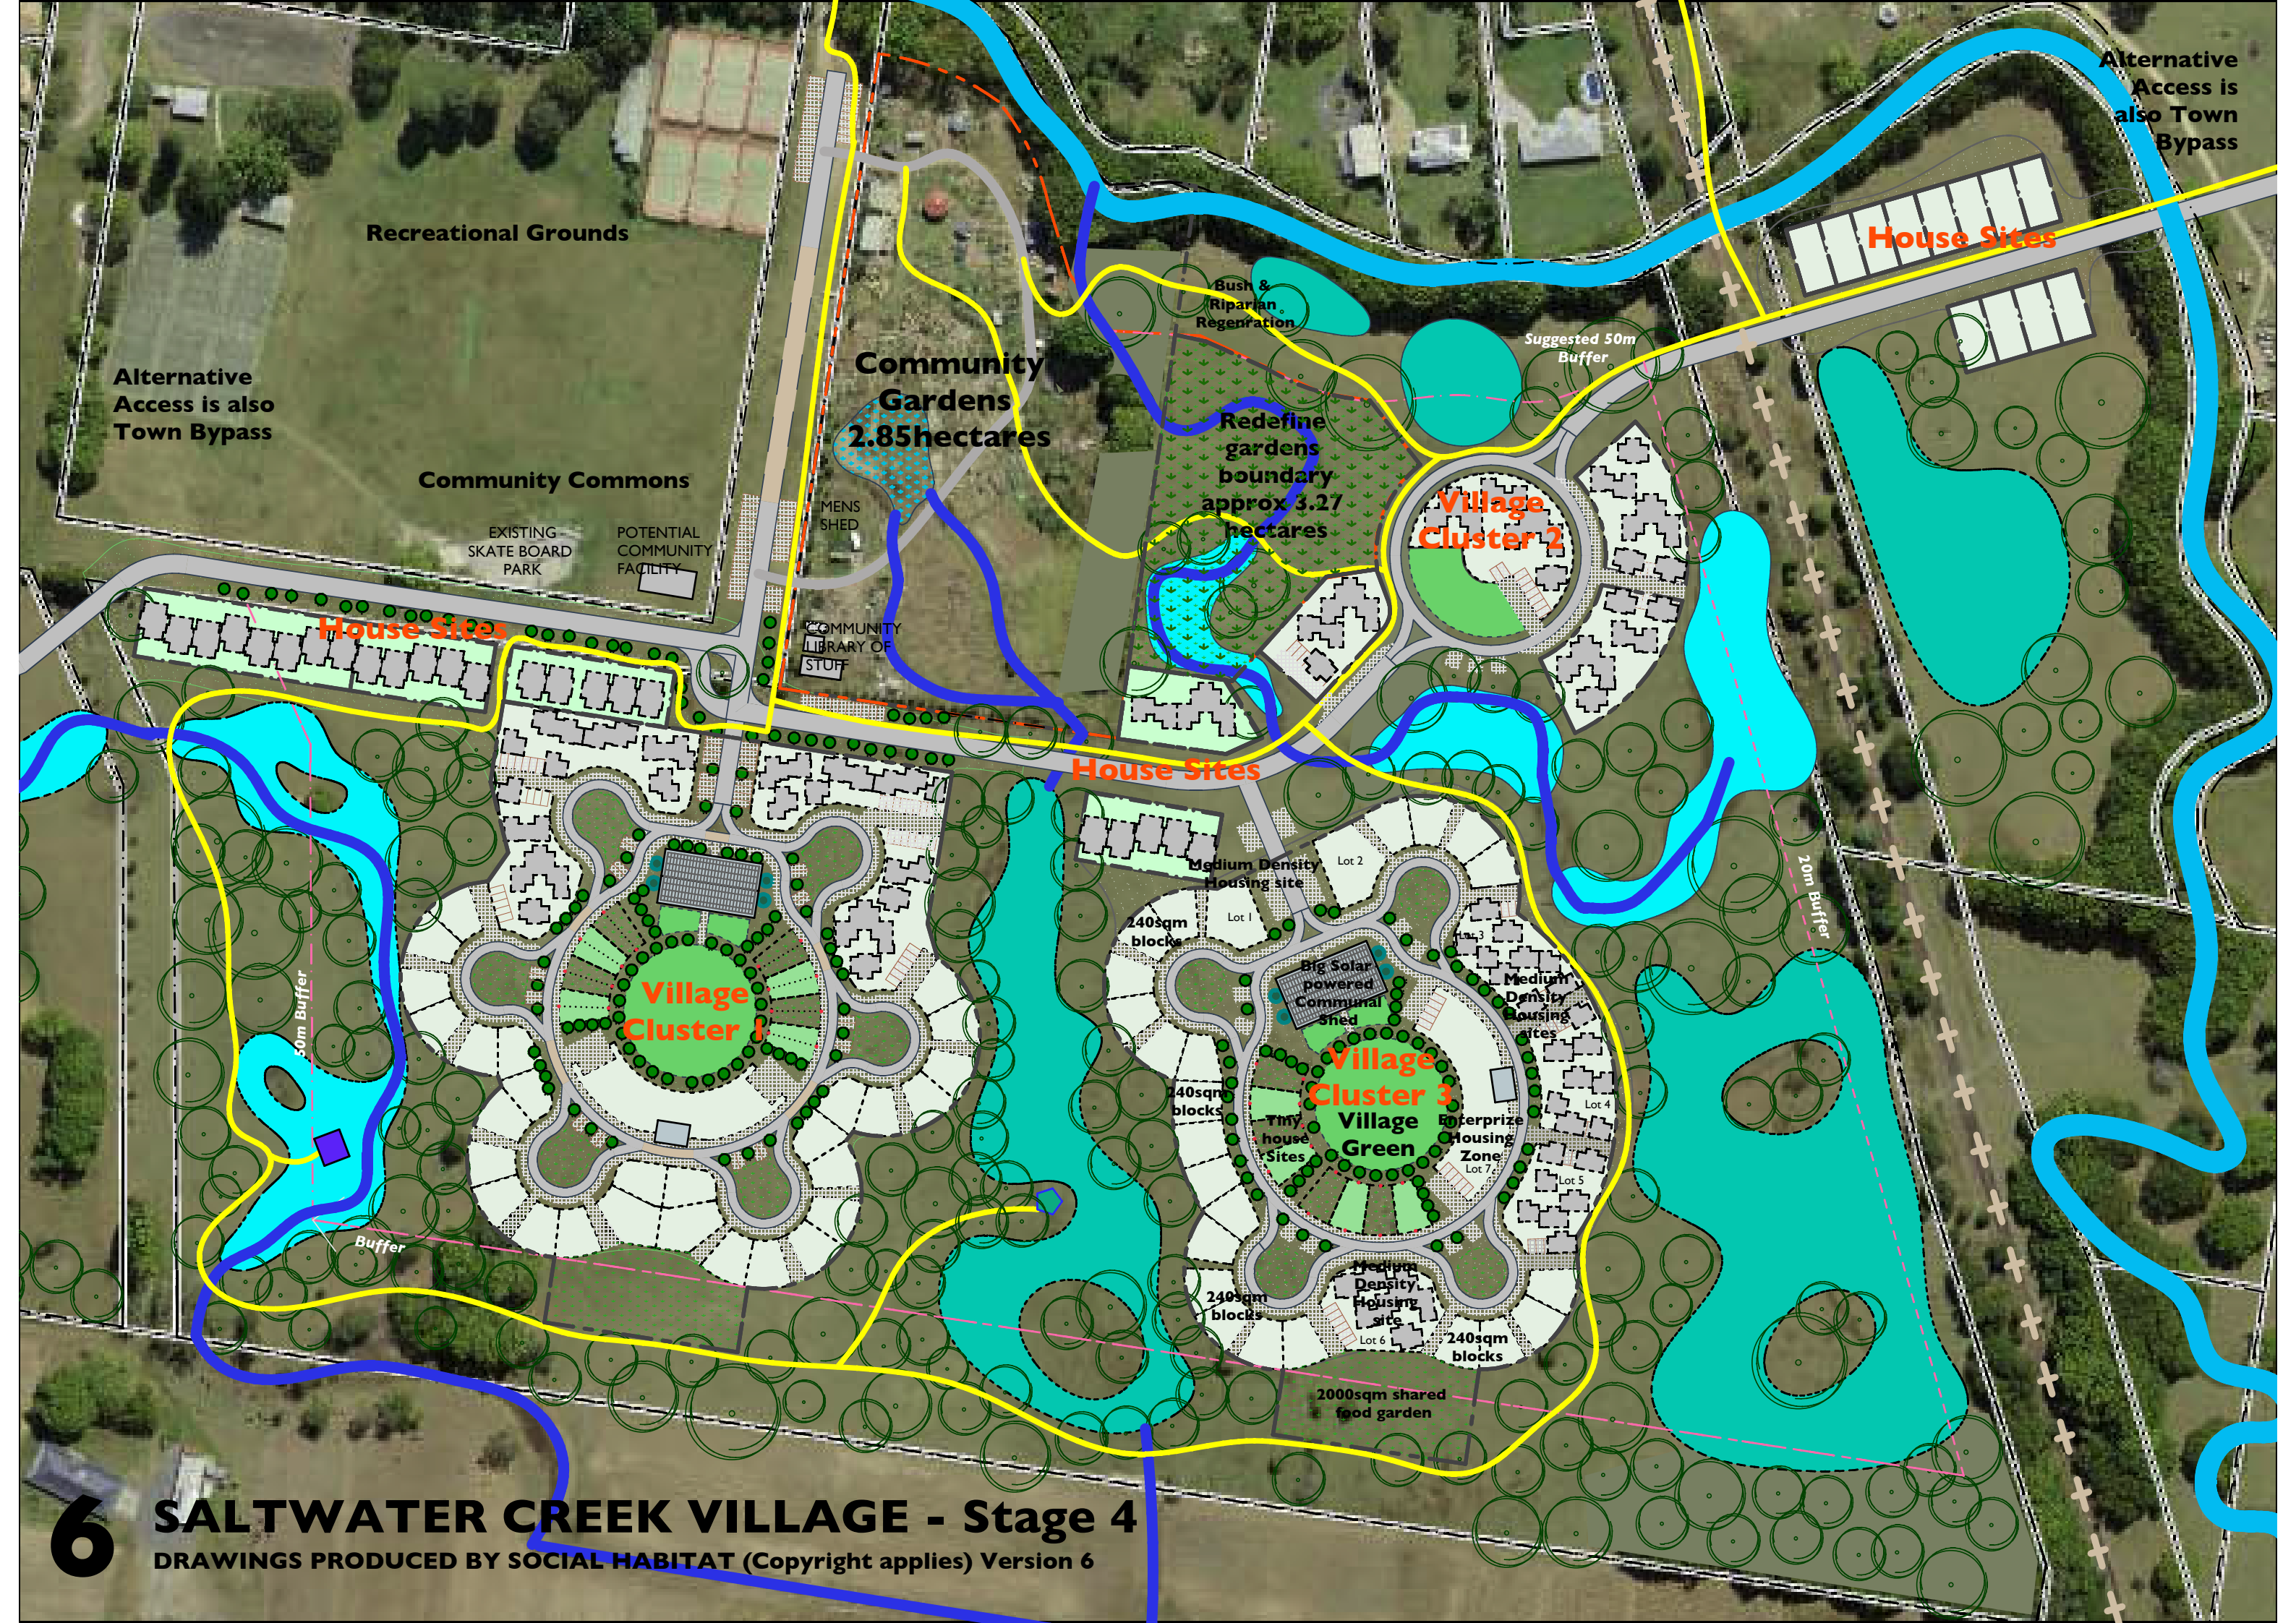 Alternative
Access is
also Town
Bypass
Recreational Grounds
House Sites
Bush &
Riparian
Regenration
Suggested 50m
Buffer
Community
Gardens
2.85hectares
Alternative
Access is also
Town Bypass
Redefine
gardens
boundary
approx 3.27
hectares
Community Commons
Village
Cluster 2
MENS
SHED
EXISTING
SKATE BOARD
PARK
POTENTIAL
COMMUNITY
FACILITY
House Sites
COMMUNITY
LIBRARY OF
STUFF
House Sites
Medium Density
Housing site
Lot 2
20m Buffer
240sqm
blocks
Lot 1
Lot 3
Big Solar
powered
Communal
Shed
Medium
Density
Housing
sites
Village
Cluster 1
50m Buffer
Village
Cluster 3
Village
Green
240sqm
blocks
Tiny
house
Sites
Enterprize
Housing
Zone
Lot 7
Lot 4
Lot 5
Buffer
240sqm
blocks
Medium
Density
Housing
site
Lot 6
240sqm
blocks
2000sqm shared
food garden
6
SALTWATER CREEK VILLAGE - Stage 4
DRAWINGS PRODUCED BY SOCIAL HABITAT (Copyright applies) Version 6